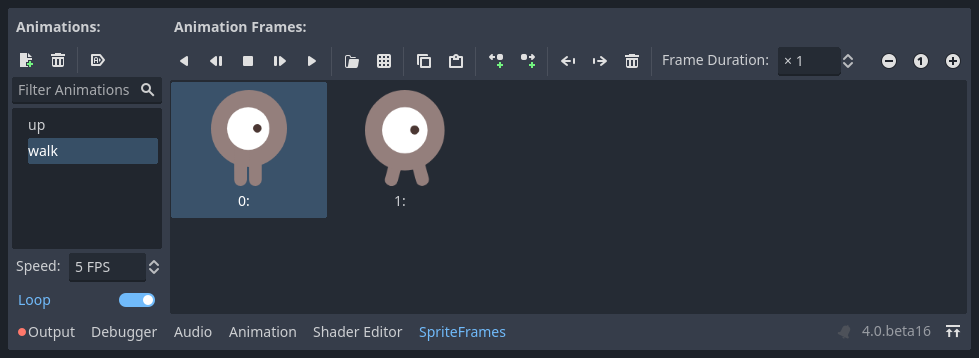 Animations:
Animation Frames:
Frame Duration: × 1
1
Filter Animations
up
walk
0:
1:
Speed: 5 FPS
Loop
Output Debugger Audio Animation Shader Editor SpriteFrames 4.0.beta16